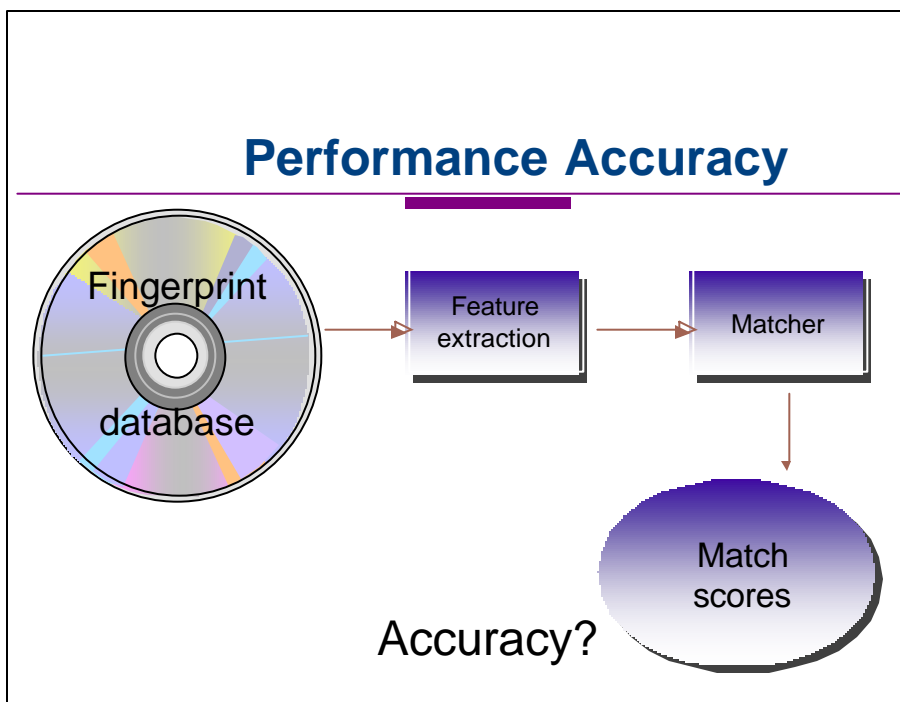 Performance Accuracy
Fingerprint
database
Feature
extraction
Matcher
Match
scores
Accuracy?